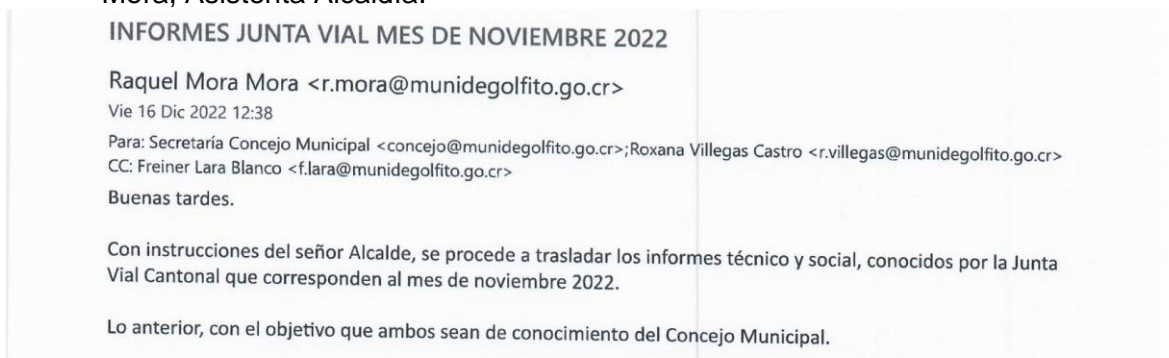 Mora, Asistenta Alcaldía.
INFORMES JUNTA VIAL MES DE NOVIEMBRE 2022
Raquel Mora Mora <r.mora@munidegolfito.go.cr>
Vie 16 Dic 2022 12:38
Para: Secretaría Concejo Municipal <concejo@munidegolfito.go.cr>;Roxana Villegas Castro <r.villegas@munidegolfito.go.cr>
CC: Freiner Lara Blanco <f.lara@munidegolfito.go.cr>
Buenas tardes.
Con instrucciones del señor Alcalde, se procede a trasladar los informes técnico y social, conocidos por la Junta
Vial Cantonal que corresponden al mes de noviembre 2022.
Lo anterior, con el objetivo que ambos sean de conocimiento del Concejo Municipal.